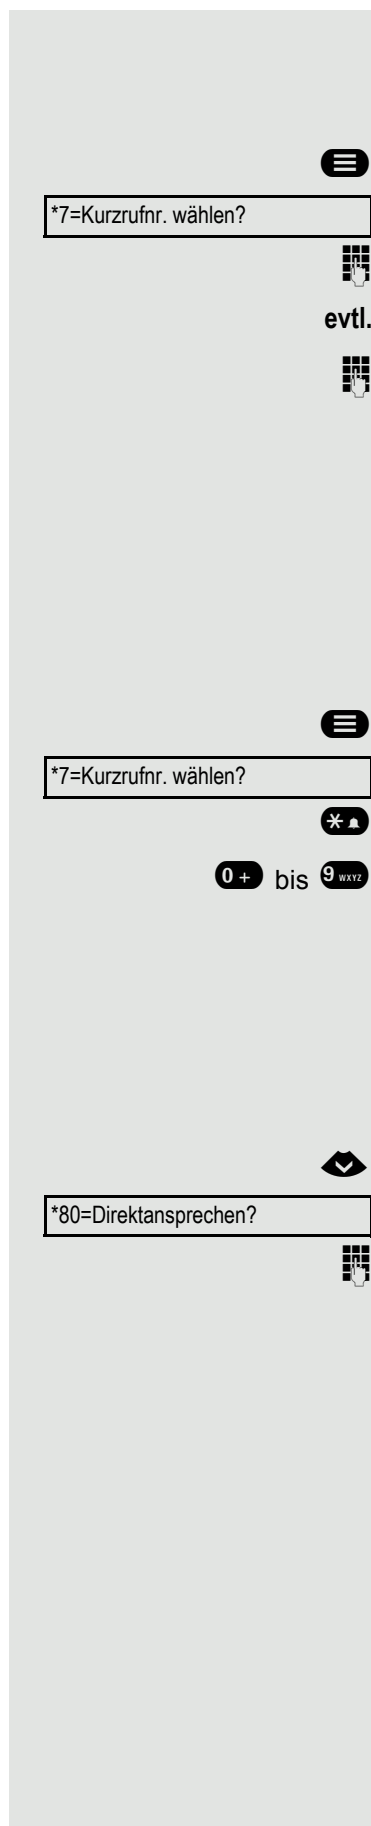 *7=Kurzrufnr. wählen?
evtl.
*7=Kurzrufnr. wählen?
*
0 + bis 9 WXYZ
*80=Direktansprechen?